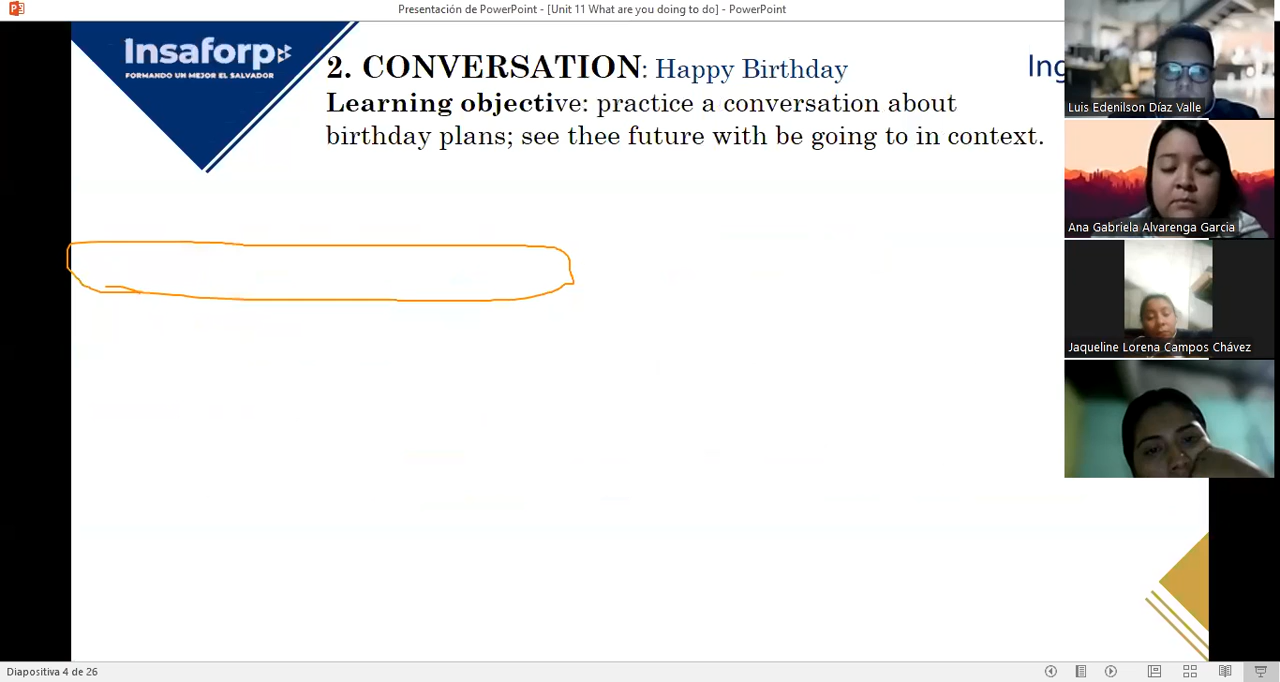 Presentación de PowerPoint - [Unit 11 What are you doing to do] - PowerPoint
Insaforp
FORMANDO UN MEJOR EL SALVADOR
2. CONVERSATION: Happy Birthday
Ing
Learning objective: practice a conversation about
birthday plans; see thee future with be going to in context.
Luis Edenilson Díaz Valle
Ana Gabriela Alvarenga Garcia
Jaqueline Lorena Campos Chávez
Diapositiva 4 de 26